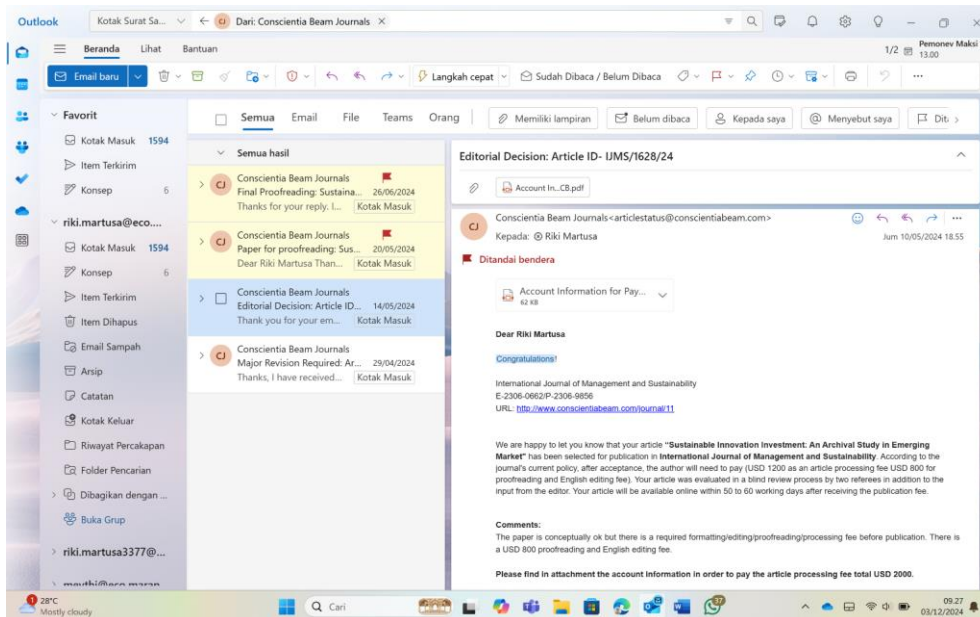 Outlook
Kotak Surat Sa...
CJ Dari: Conscientia Beam Journals
Beranda Lihat Bantuan
1/2 Pemonev Maksi
13.00
Email baru
Langkah cepat
Sudah Dibaca / Belum Dibaca
Favorit
Kotak Masuk 1594
Item Terkirim
Konsep 6
riki.martusa@eco....
Kotak Masuk 1594
Konsep 6
Item Terkirim
Item Dihapus
Email Sampah
Arsip
Catatan
Kotak Keluar
Riwayat Percakapan
Folder Pencarian
Dibagikan dengan ...
Buka Grup
riki.martusa3377@...
Semua Email File Teams Orang
Memiliki lampiran
Belum dibaca
Kepada saya
Menyebut saya
Semua hasil
CJ
Conscientia Beam Journals
Final Proofreading: Sustaina... 26/06/2024
Thanks for your reply. I... Kotak Masuk
CJ
Conscientia Beam Journals
Paper for proofreading: Sus... 20/05/2024
Dear Riki Martusa Than... Kotak Masuk
Conscientia Beam Journals
Editorial Decision: Article ID... 14/05/2024
Thank you for your em... Kotak Masuk
CJ
Conscientia Beam Journals
Major Revision Required: Ar... 29/04/2024
Thanks, I have received... Kotak Masuk
Editorial Decision: Article ID- IJMS/1628/24
Account In...CB.pdf
CJ
Conscientia Beam Journals<articlestatus@conscientiabeam.com>
Kepada: Riki Martusa
Jum 10/05/2024 18.55
Ditandai bendera
Account Information for Pay...
62 KB
Dear Riki Martusa
Congratulations!
International Journal of Management and Sustainability
E-2306-0662/P-2306-9856
URL: http://www.conscientiabeam.com/journal/11
We are happy to let you know that your article "Sustainable Innovation Investment: An Archival Study in Emerging
Market" has been selected for publication in International Journal of Management and Sustainability. According to the
journal's current policy, after acceptance, the author will need to pay (USD 1200 as an article processing fee USD 800 for
proofreading and English editing fee). Your article was evaluated in a blind review process by two referees in addition to the
input from the editor. Your article will be available online within 50 to 60 working days after receiving the publication fee.
Comments:
The paper is conceptually ok but there is a required formatting/editing/proofreading/processing fee before publication. There is
a USD 800 proofreading and English editing fee.
Please find in attachment the account information in order to pay the article processing fee total USD 2000.
1
28°C
Mostly cloudy
Cari
37
09.27
03/12/2024